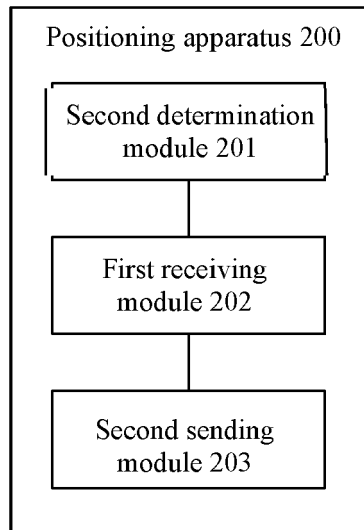 Positioning apparatus 200
Second determination
module 201
First receiving
module 202
Second sending
module 203